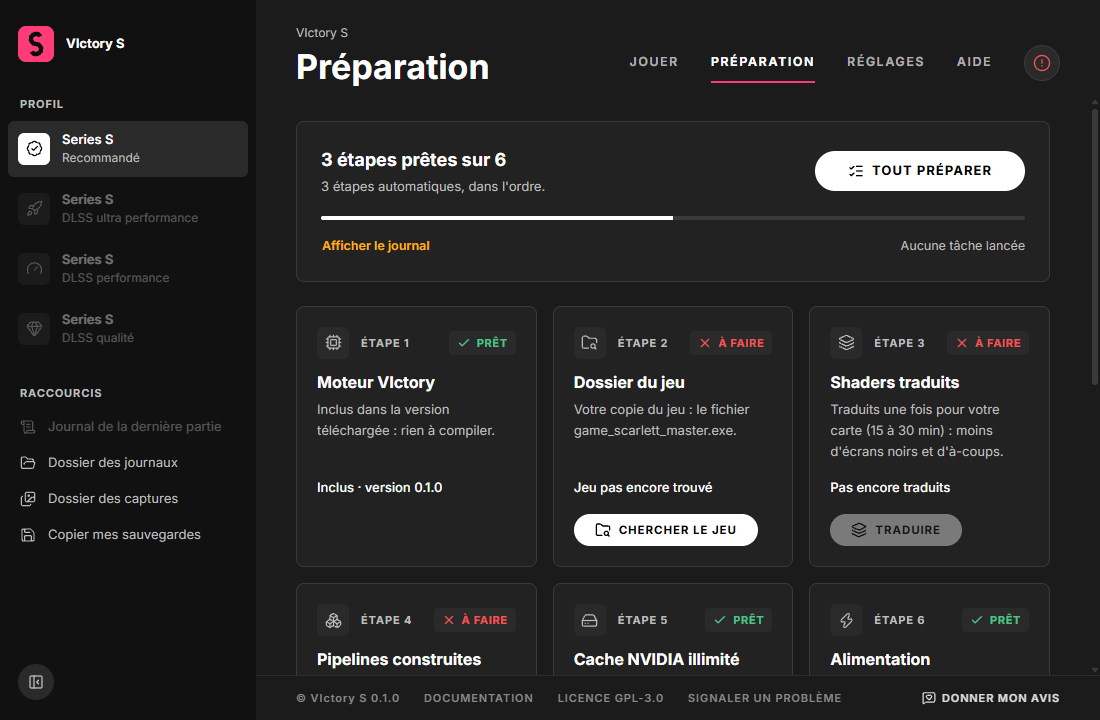 VIctory S
PROFIL
Series S
Recommandé
Series S
DLSS ultra performance
Series S
DLSS performance
Series S
DLSS qualité
RACCOURCIS
Journal de la dernière partie
Dossier des journaux
Dossier des captures
Copier mes sauvegardes
VIctory S
Préparation
JOUER
PRÉPARATION
RÉGLAGES
AIDE
3 étapes prêtes sur 6
3 étapes automatiques, dans l'ordre.
TOUT PRÉPARER
Afficher le journal
Aucune tâche lancée
ÉTAPE 1
PRÊT
Moteur VIctory
Inclus dans la version
téléchargée : rien à compiler.
Inclus · version 0.1.0
ÉTAPE 2
À FAIRE
Dossier du jeu
Votre copie du jeu : le fichier
game_scarlett_master.exe.
Jeu pas encore trouvé
CHERCHER LE JEU
ÉTAPE 3
À FAIRE
Shaders traduits
Traduites une fois pour votre
carte (15 à 30 min) : moins
d'écrans noirs et d'à-coups.
Pas encore traduits
TRADUIRE
ÉTAPE 4
À FAIRE
Pipelines construites
ÉTAPE 5
PRÊT
Cache NVIDIA illimité
ÉTAPE 6
PRÊT
Alimentation
© VIctory S 0.1.0
DOCUMENTATION
LICENCE GPL-3.0
SIGNALER UN PROBLÈME
DONNER MON AVIS